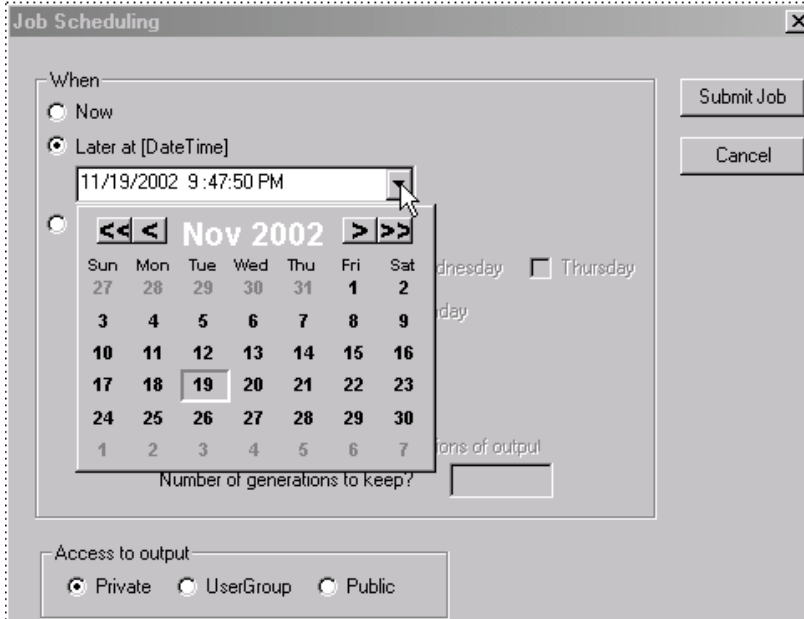 Job Scheduling
When
Now
Submit Job
Later at [DateTime]
Cancel
11/19/2002 9:47:50 PM
<< < Nov 2002 > >>
Sun Mon Tue Wed Thu Fri Sat
27 28 29 30 31 1 2
dnesday Thursday
3 4 5 6 7 8 9
day
10 11 12 13 14 15 16
17 18 19 20 21 22 23
24 25 26 27 28 29 30
1 2 3 4 5 6 7
ions of output
Number of generations to keep?
Access to output
Private UserGroup Public